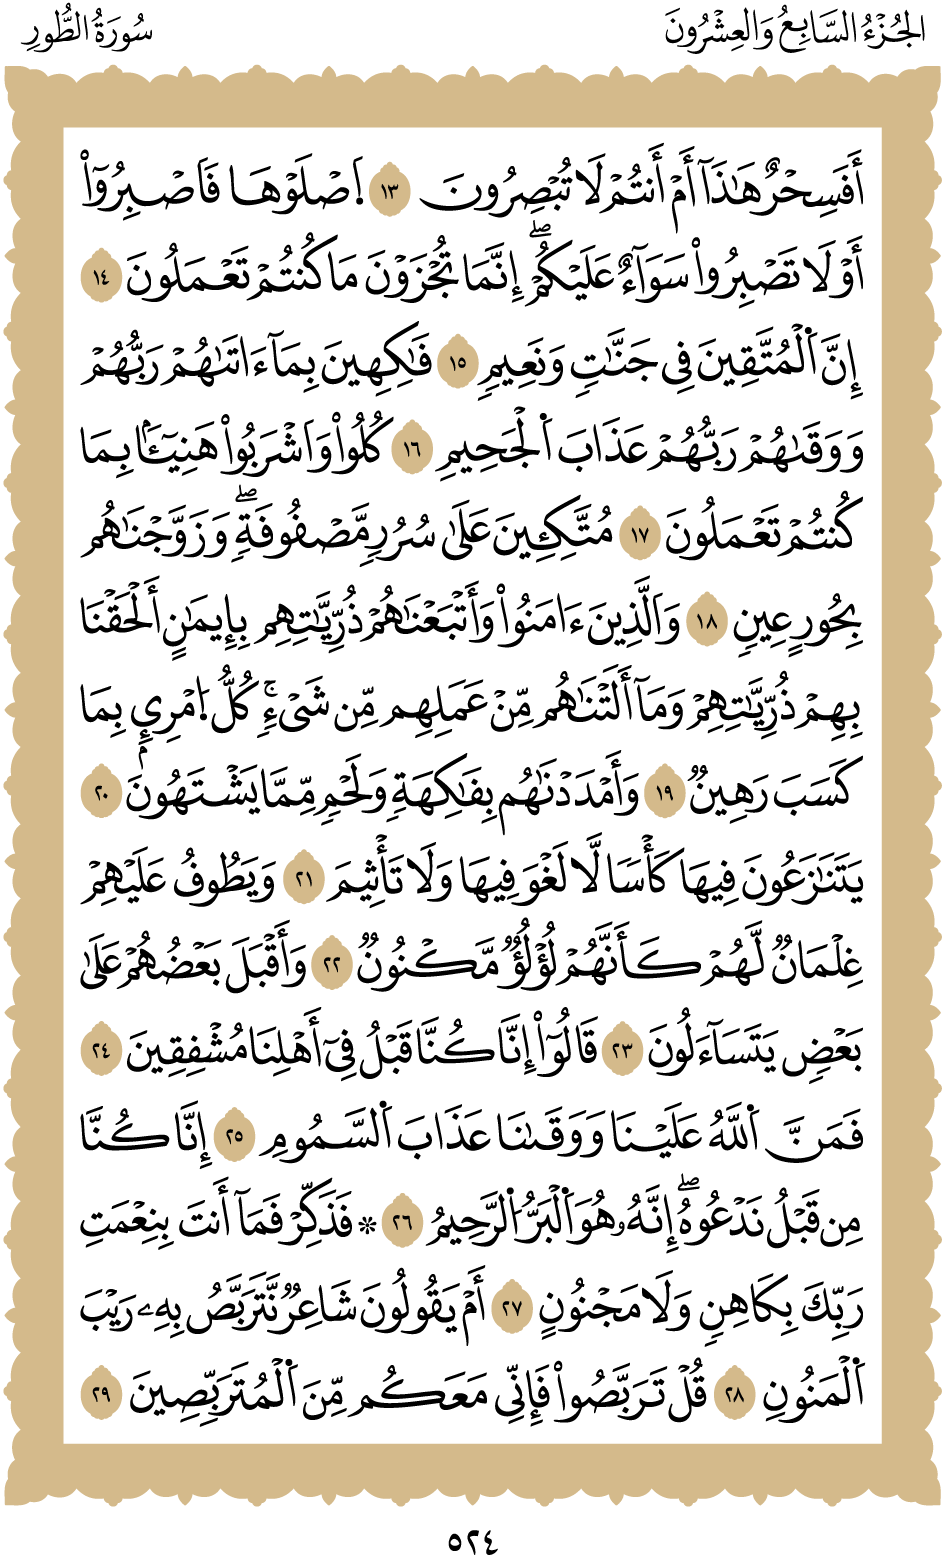 الجُزْءُ السَّابِعُ وَالعِشْرُونَ
سُورَةُ الطُّورِ
أَفَسِحْرٌ هَٰذَآ أَمْ أَنتُمْ لَا تُبْصِرُونَ ١٣ ٱصْلَوْهَا فَٱصْبِرُوٓاْ
أَوْ لَا تَصْبِرُواْ سَوَآءٌ عَلَيْكُمْۖ إِنَّمَا تُجْزَوْنَ مَا كُنتُمْ تَعْمَلُونَ ١٤
إِنَّ ٱلْمُتَّقِينَ فِي جَنَّٰتٍ وَنَعِيمٍ ١٥ فَٰكِهِينَ بِمَآ ءَاتَىٰهُمْ رَبُّهُمْ
وَوَقَىٰهُمْ رَبُّهُمْ عَذَابَ ٱلْجَحِيمِ ١٦ كُلُواْ وَٱشْرَبُواْ هَنِيٓـَٔۢا بِمَا
كُنتُمْ تَعْمَلُونَ ١٧ مُتَّكِـِٔينَ عَلَىٰ سُرُرٍ مَّصْفُوفَةٍۖ وَزَوَّجْنَٰهُم
بِحُورٍ عِينٍ ١٨ وَٱلَّذِينَ ءَامَنُواْ وَأَتْبَعْنَٰهُمْ ذُرِّيَّٰتِهِم بِإِيمَٰنٍ أَلْحَقْنَا
بِهِمْ ذُرِّيَّٰتِهِمْ وَمَآ أَلَتْنَٰهُم مِّنْ عَمَلِهِم مِّن شَيْءٍۚ كُلُّ ٱمْرِيِٕۭ بِمَا
كَسَبَ رَهِينٌ ١٩ وَأَمْدَدْنَٰهُم بِفَٰكِهَةٍ وَلَحْمٍ مِّمَّا يَشْتَهُونَ ٢٠
يَتَنَٰزَعُونَ فِيهَا كَأْسًا لَّا لَغْوَ فِيهَا وَلَا تَأْثِيمَ ٢١ وَيَطُوفُ عَلَيْهِمْ
غِلْمَانٌ لَّهُمْ كَأَنَّهُمْ لُؤْلُؤٌ مَّكْنُونٌ ٢٢ وَأَقْبَلَ بَعْضُهُمْ عَلَىٰ
بَعْضٍ يَتَسَآءَلُونَ ٢٣ قَالُوٓاْ إِنَّا كُنَّا قَبْلُ فِيٓ أَهْلِنَا مُشْفِقِينَ ٢٤
فَمَنَّ ٱللَّهُ عَلَيْنَا وَوَقَىٰنَا عَذَابَ ٱلسَّمُومِ ٢٥ إِنَّا كُنَّا
مِن قَبْلُ نَدْعُوهُۖ إِنَّهُۥ هُوَ ٱلْبَرُّ ٱلرَّحِيمُ ٢٦ ۞ فَذَكِّرْ فَمَآ أَنتَ بِنِعْمَتِ
رَبِّكَ بِكَاهِنٍ وَلَا مَجْنُونٍ ٢٧ أَمْ يَقُولُونَ شَاعِرٌ نَّتَرَبَّصُ بِهِۦ رَيْبَ
ٱلْمَنُونِ ٢٨ قُلْ تَرَبَّصُواْ فَإِنِّي مَعَكُم مِّنَ ٱلْمُتَرَبِّصِينَ ٢٩
٥٢٤